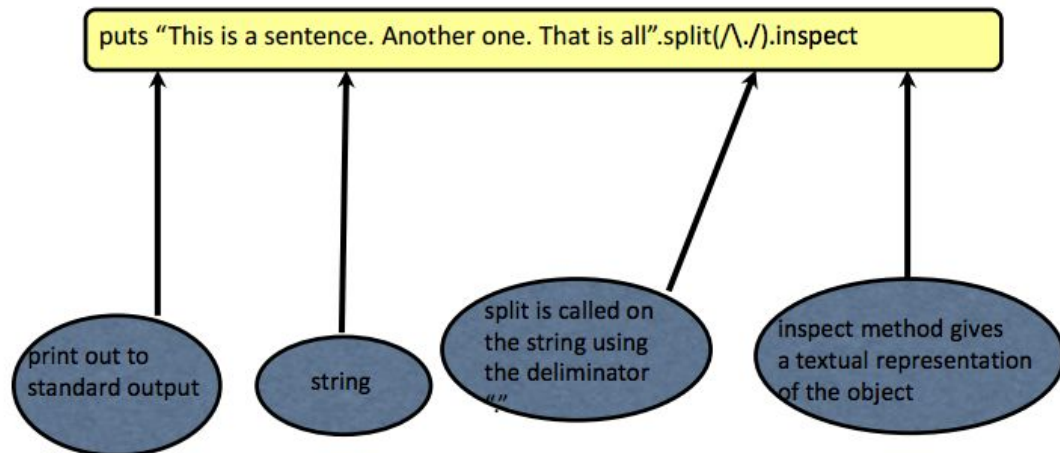 puts “This is a sentence. Another one. That is all”.split(/\./).inspect
print out to
standard output
string
split is called on
the string using
the deliminator
“.”
inspect method gives
a textual representation
of the object